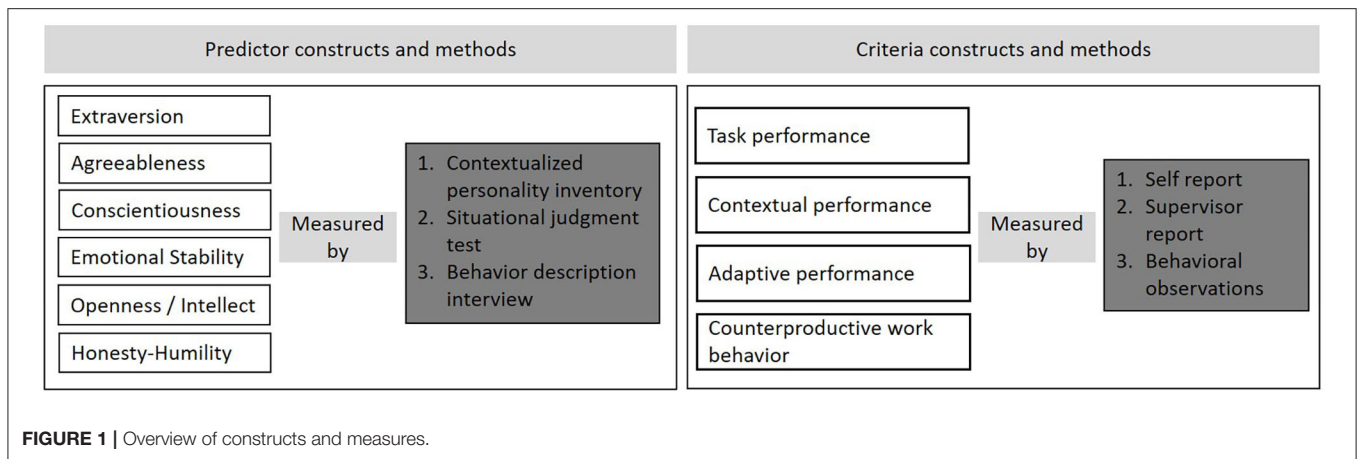 Predictor constructs and methods
Extraversion
Agreeableness
Conscientiousness
Emotional Stability
Openness / Intellect
Honesty-Humility
Measured
by
1. Contextualized
personality inventory
2. Situational judgment
test
3. Behavior description
interview
Criteria constructs and methods
Task performance
Contextual performance
Adaptive performance
Counterproductive work
behavior
Measured
by
1. Self report
2. Supervisor
report
3. Behavioral
observations
FIGURE 1 | Overview of constructs and measures.